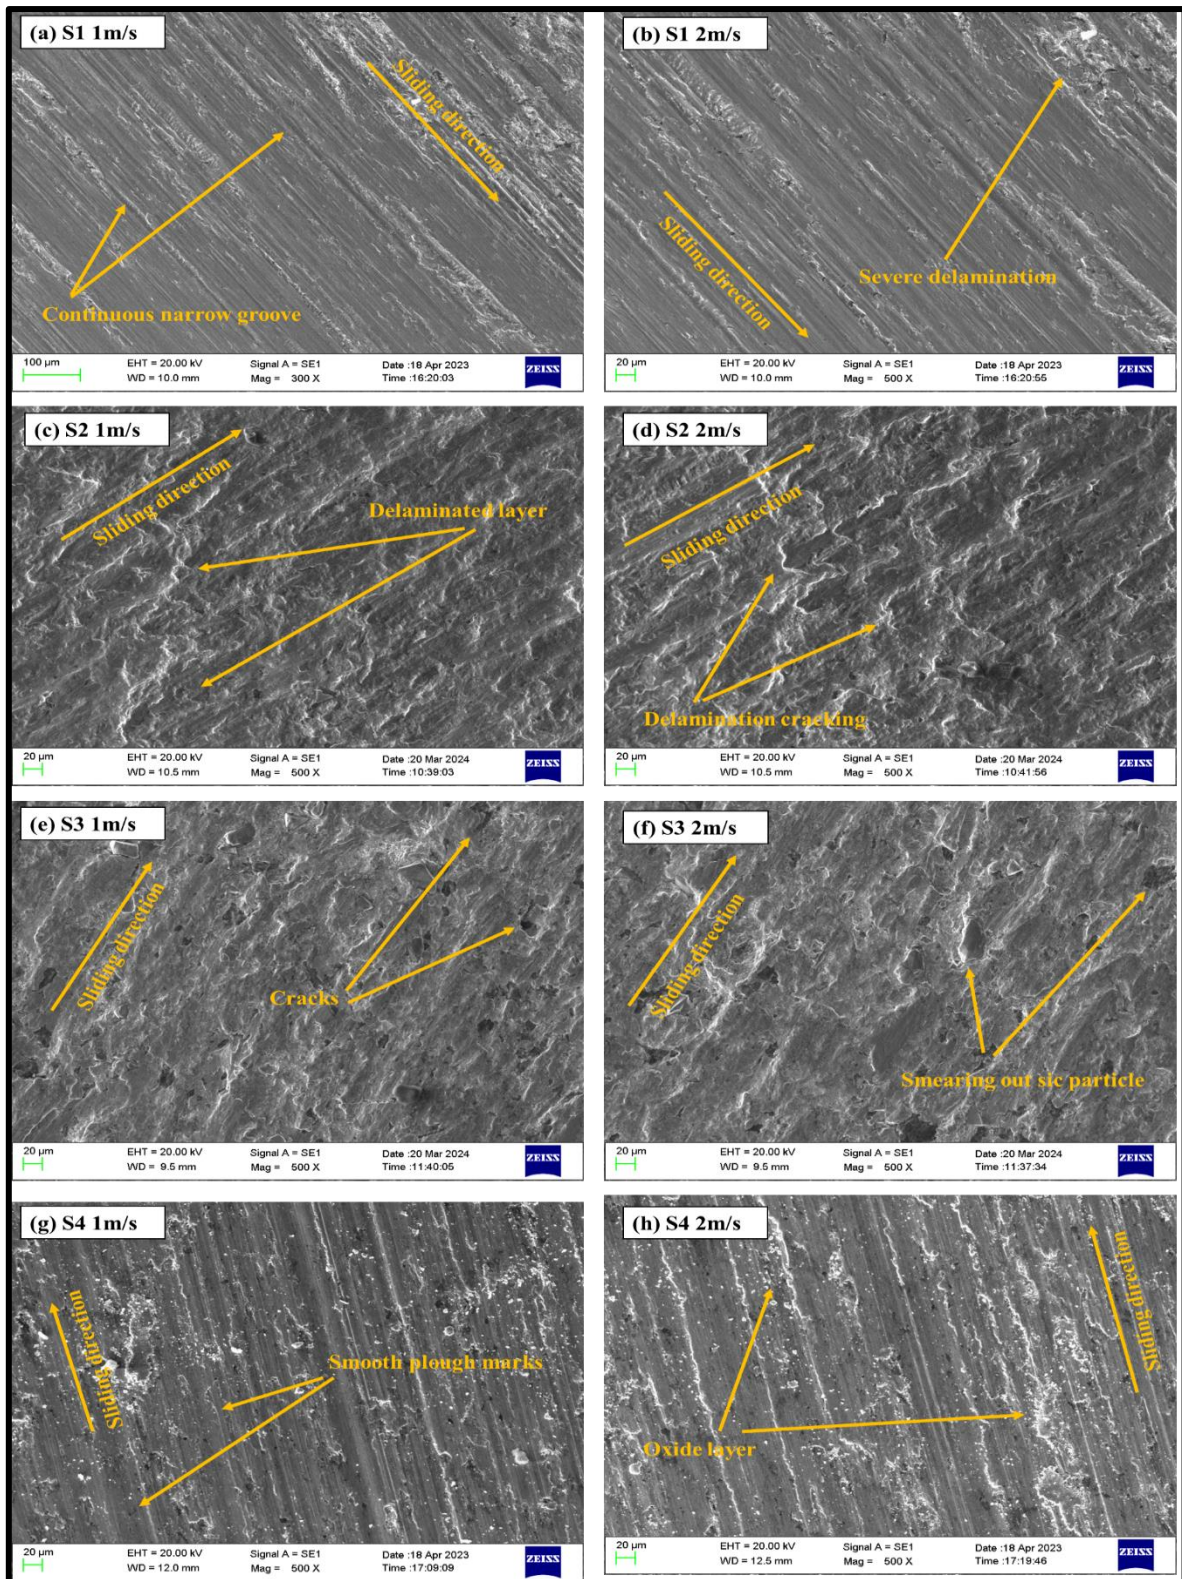 (a) S1 1m/s
Sliding direction
Continuous narrow groove
100 µm
EHT = 20.00 kV
WD = 10.0 mm
Signal A = SE1
Mag = 300 X
Date :18 Apr 2023
Time :16:20:03
ZEISS
(b) S1 2m/s
Sliding direction
Severe delamination
20 µm
EHT = 20.00 kV
WD = 10.0 mm
Signal A = SE1
Mag = 500 X
Date :18 Apr 2023
Time :16:20:55
ZEISS
(c) S2 1m/s
Sliding direction
Delaminated layer
20 µm
EHT = 20.00 kV
WD = 10.5 mm
Signal A = SE1
Mag = 500 X
Date :20 Mar 2024
Time :10:39:03
ZEISS
(d) S2 2m/s
Sliding direction
Delamination cracking
20 µm
EHT = 20.00 kV
WD = 10.5 mm
Signal A = SE1
Mag = 500 X
Date :20 Mar 2024
Time :10:41:56
ZEISS
(e) S3 1m/s
Sliding direction
Cracks
20 µm
EHT = 20.00 kV
WD = 9.5 mm
Signal A = SE1
Mag = 500 X
Date :20 Mar 2024
Time :11:40:05
ZEISS
(f) S3 2m/s
Sliding direction
Smearing out sic particle
20 µm
EHT = 20.00 kV
WD = 9.5 mm
Signal A = SE1
Mag = 500 X
Date :20 Mar 2024
Time :11:37:34
ZEISS
(g) S4 1m/s
Sliding direction
Smooth plough marks
20 µm
EHT = 20.00 kV
WD = 12.0 mm
Signal A = SE1
Mag = 500 X
Date :18 Apr 2023
Time :17:09:09
ZEISS
(h) S4 2m/s
Sliding direction
Oxide layer
20 µm
EHT = 20.00 kV
WD = 12.5 mm
Signal A = SE1
Mag = 500 X
Date :18 Apr 2023
Time :17:19:46
ZEISS